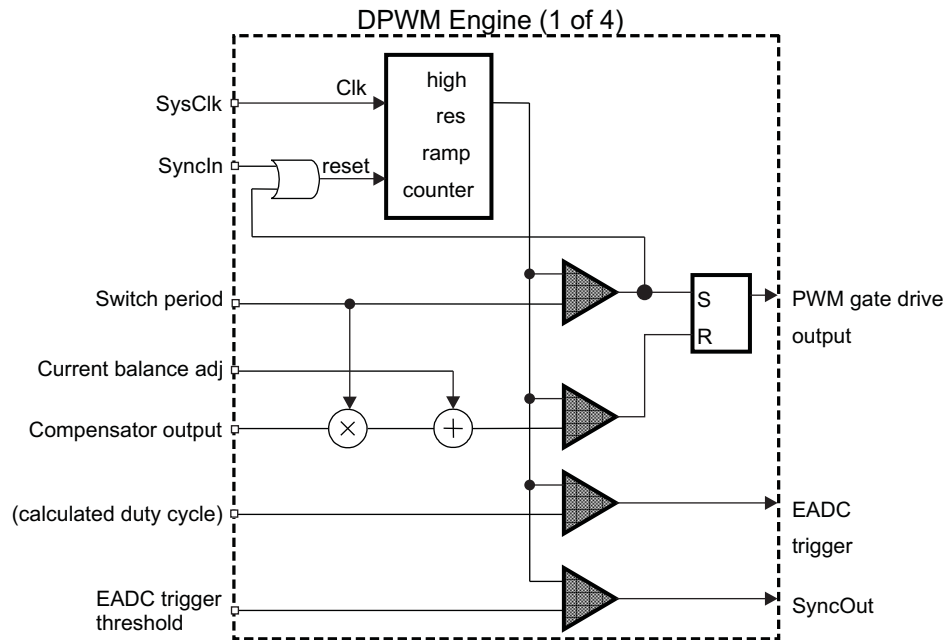 DPWM Engine (1 of 4)
SysClk
Clk
high
res
ramp
counter
SyncIn
reset
Switch period
S
R
PWM gate drive
output
Current balance adj
Compensator output
×
+
(calculated duty cycle)
EADC
trigger
EADC trigger
threshold
SyncOut